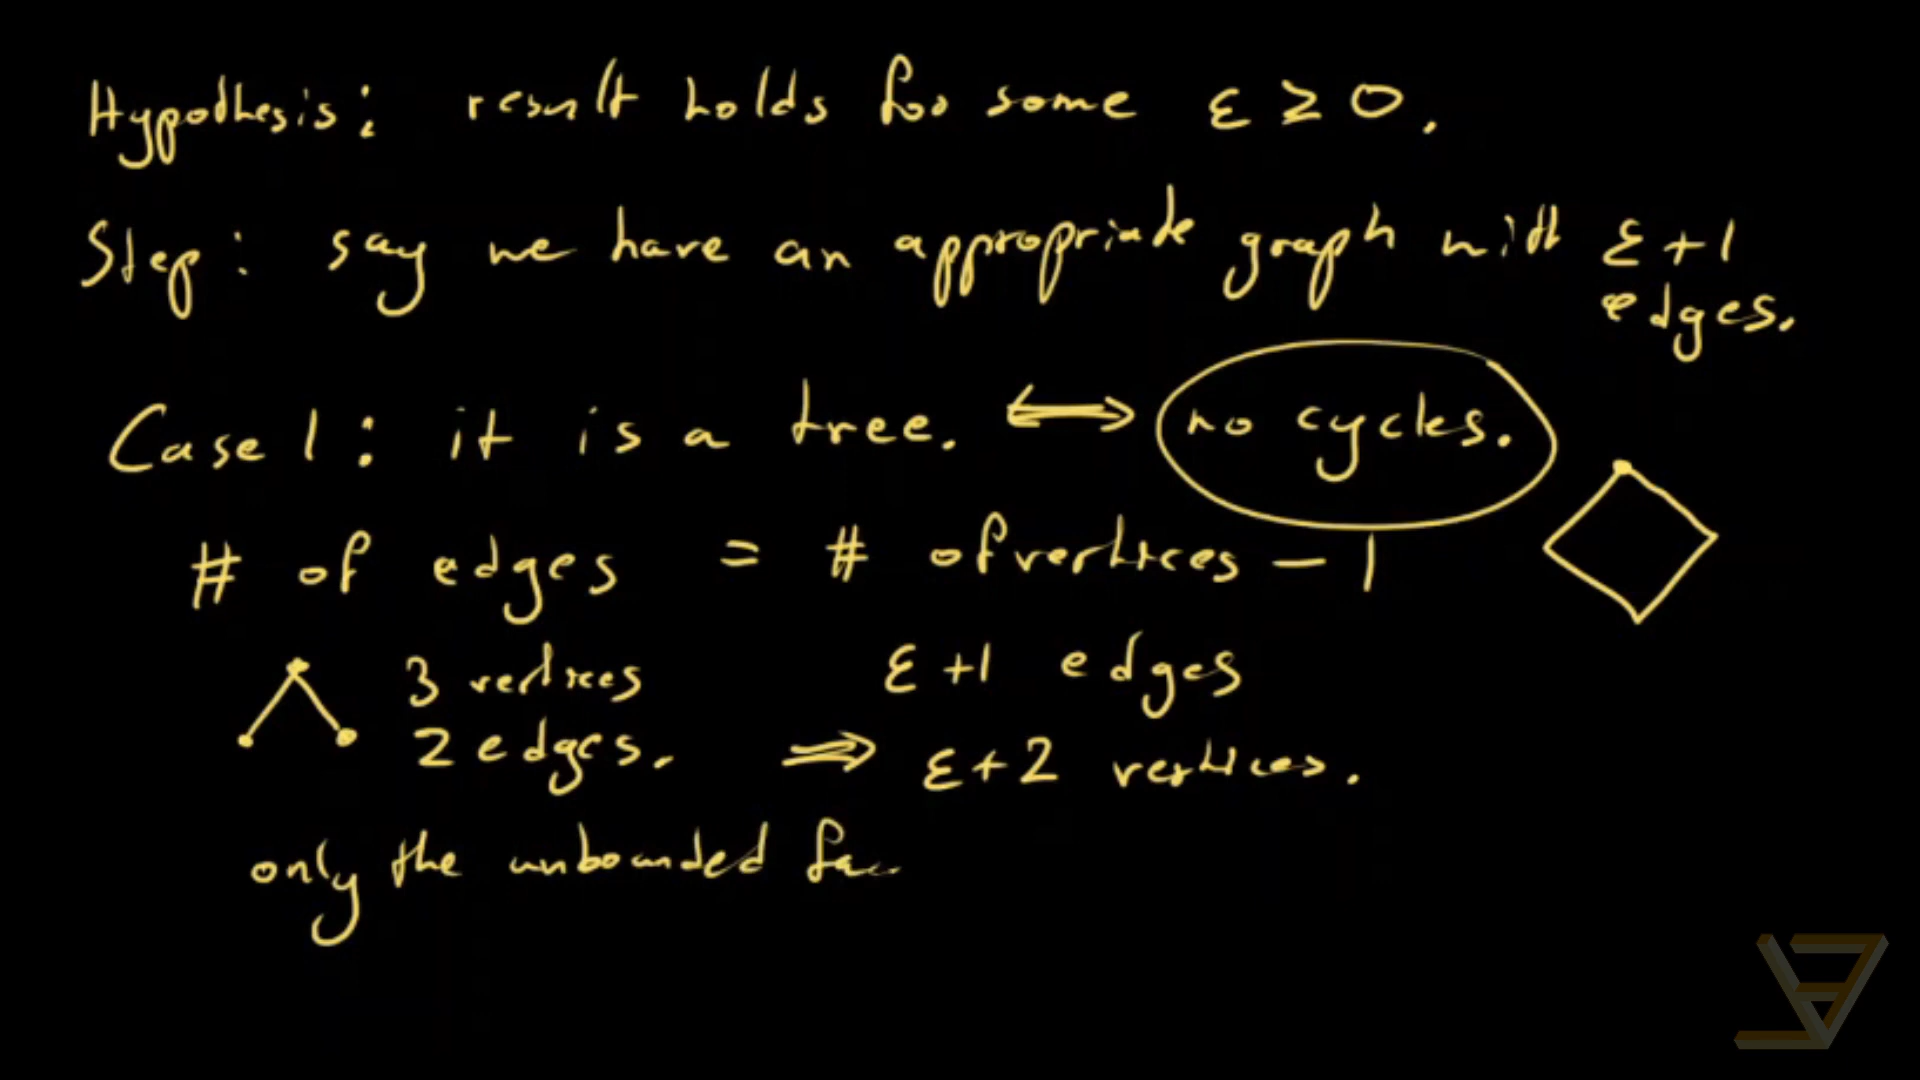 Hypothesis: result holds for some ε ≥ 0.
Step: say we have an appropriate graph with ε+1
edges.
Case 1: it is a tree. ⟺ no cycles.
# of edges = # of vertices − 1
3 vertices
2 edges.
ε+1 edges
⟹ ε+2 vertices.
only the unbounded